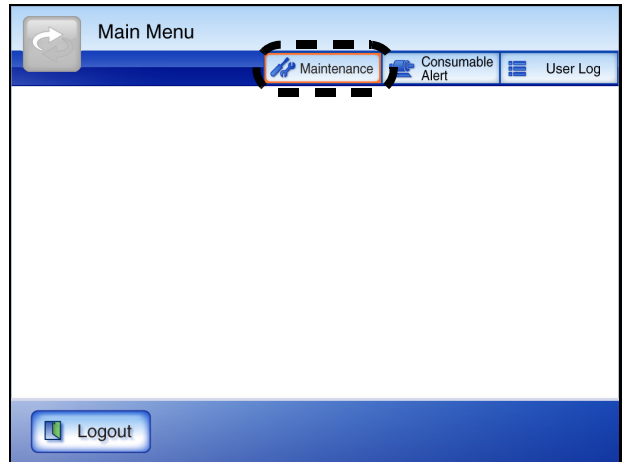 Main Menu
Maintenance
Consumable
Alert
User Log
Logout